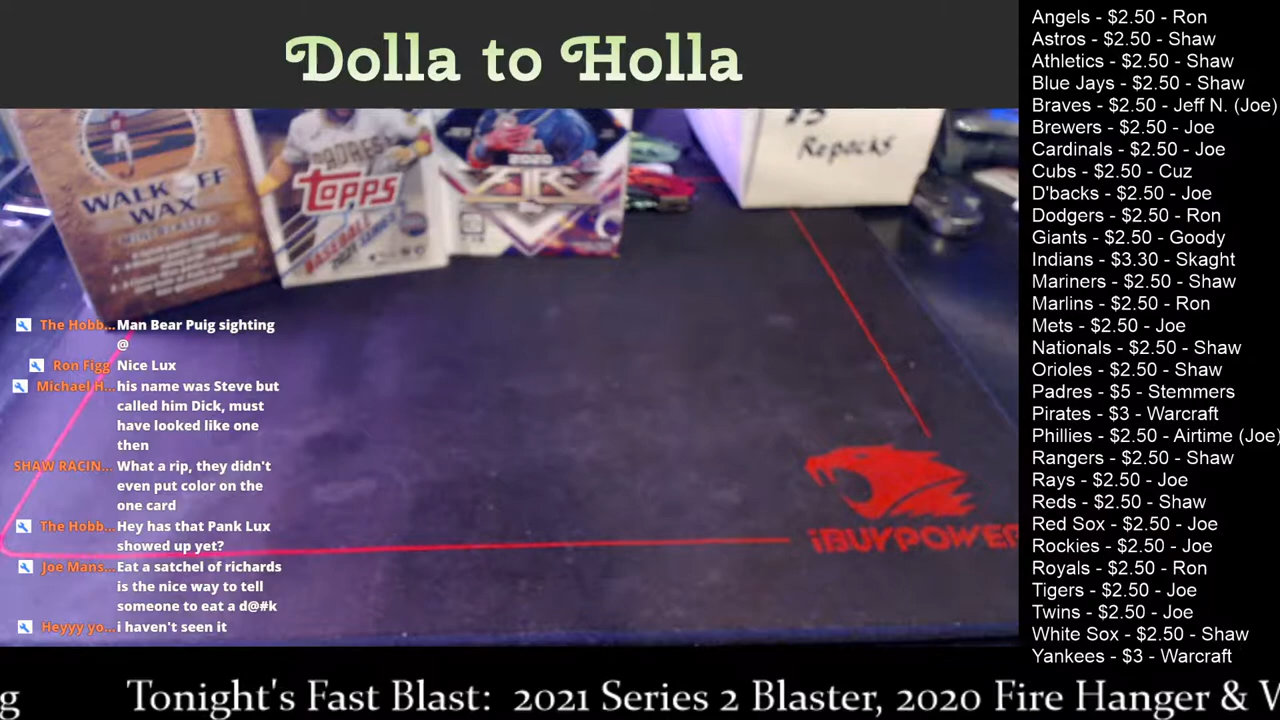 Dolla to Holla
WALK OFF
WAX
PADRES
TOPPS
BASEBALL
2020
FIRE
$3
Repacks
iBUYPOWER
The Hobb... Man Bear Puig sighting
@
Ron Figg Nice Lux
Michael H... his name was Steve but
called him Dick, must
have looked like one
then
SHAW RACIN... What a rip, they didn't
even put color on the
one card
The Hobb... Hey has that Pank Lux
showed up yet?
Joe Mans... Eat a satchel of richards
is the nice way to tell
someone to eat a d@#k
Heyyy yo... i haven't seen it
Angels - $2.50 - Ron
Astros - $2.50 - Shaw
Athletics - $2.50 - Shaw
Blue Jays - $2.50 - Shaw
Braves - $2.50 - Jeff N. (Joe)
Brewers - $2.50 - Joe
Cardinals - $2.50 - Joe
Cubs - $2.50 - Cuz
D'backs - $2.50 - Joe
Dodgers - $2.50 - Ron
Giants - $2.50 - Goody
Indians - $3.30 - Skaght
Mariners - $2.50 - Shaw
Marlins - $2.50 - Ron
Mets - $2.50 - Joe
Nationals - $2.50 - Shaw
Orioles - $2.50 - Shaw
Padres - $5 - Stemmers
Pirates - $3 - Warcraft
Phillies - $2.50 - Airtime (Joe)
Rangers - $2.50 - Shaw
Rays - $2.50 - Joe
Reds - $2.50 - Shaw
Red Sox - $2.50 - Joe
Rockies - $2.50 - Joe
Royals - $2.50 - Ron
Tigers - $2.50 - Joe
Twins - $2.50 - Joe
White Sox - $2.50 - Shaw
Yankees - $3 - Warcraft
g Tonight's Fast Blast: 2021 Series 2 Blaster, 2020 Fire Hanger & W